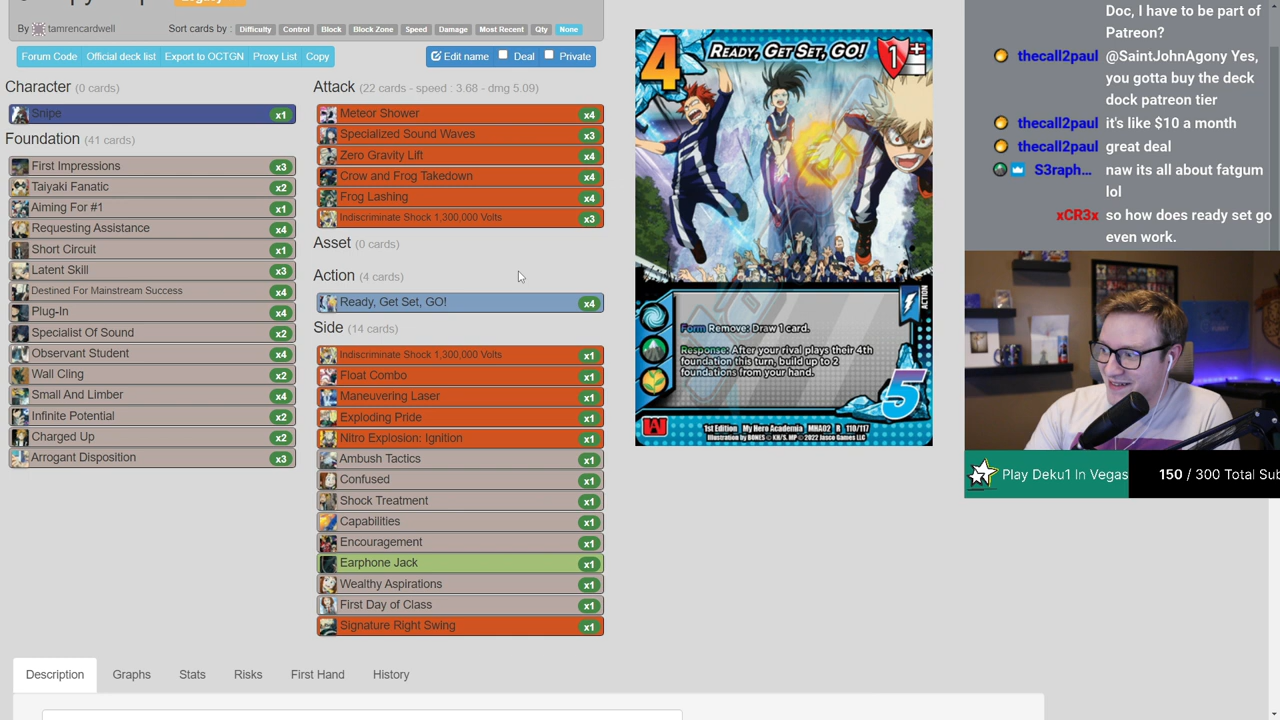 By tamrencardwell
Sort cards by : Difficulty Control Block Block Zone Speed Damage Most Recent Qty None
Fotum Code Official deck list Export to OCTGN Proxy List Copy
Edit name Deal Private
Character (0 cards)
Snipe x1
Foundation (41 cards)
First Impressions x3
Taiyaki Fanatic x2
Aiming For #1 x1
Requesting Assistance x4
Short Circuit x1
Latent Skill x3
Destined For Mainstream Success x4
Plug-In x4
Specialist Of Sound x2
Observant Student x4
Wall Cling x2
Small And Limber x4
Infinite Potential x2
Charged Up x2
Arrogant Disposition x3
Attack (22 cards - speed : 3.68 - dmg 5.09)
Meteor Shower x4
Specialized Sound Waves x3
Zero Gravity Lift x4
Crow and Frog Takedown x4
Frog Lashing x4
Indiscriminate Shock 1,300,000 Volts x3
Asset (0 cards)
Action (4 cards)
Ready, Get Set, GO! x4
Side (14 cards)
Indiscriminate Shock 1,300,000 Volts x1
Float Combo x1
Maneuvering Laser x1
Exploding Pride x1
Nitro Explosion: Ignition x1
Ambush Tactics x1
Confused x1
Shock Treatment x1
Capabilities x1
Encouragement x1
Earphone Jack x1
Wealthy Aspirations x1
First Day of Class x1
Signature Right Swing x1
Description Graphs Stats Risks First Hand History
4 READY, GET SET, GO! 1 +
ACTION
Form Remove: Draw 1 card.
Response: After your rival plays their 4th
foundation this turn, build up to 2
foundations from your hand.
5
1st Edition My Hero Academia MHA02 R 110/117
Illustration by BONES © KH/S, MP © 2022 Jasco Games LLC
Doc, I have to be part of
Patreon?
thecall2paul @SaintJohnAgony Yes,
you gotta buy the deck
dock patreon tier
thecall2paul it's like $10 a month
thecall2paul great deal
S3raph... naw its all about fatgum
lol
xCR3x so how does ready set go
even work.
Play Deku1 In Vegas 150 / 300 Total Sub